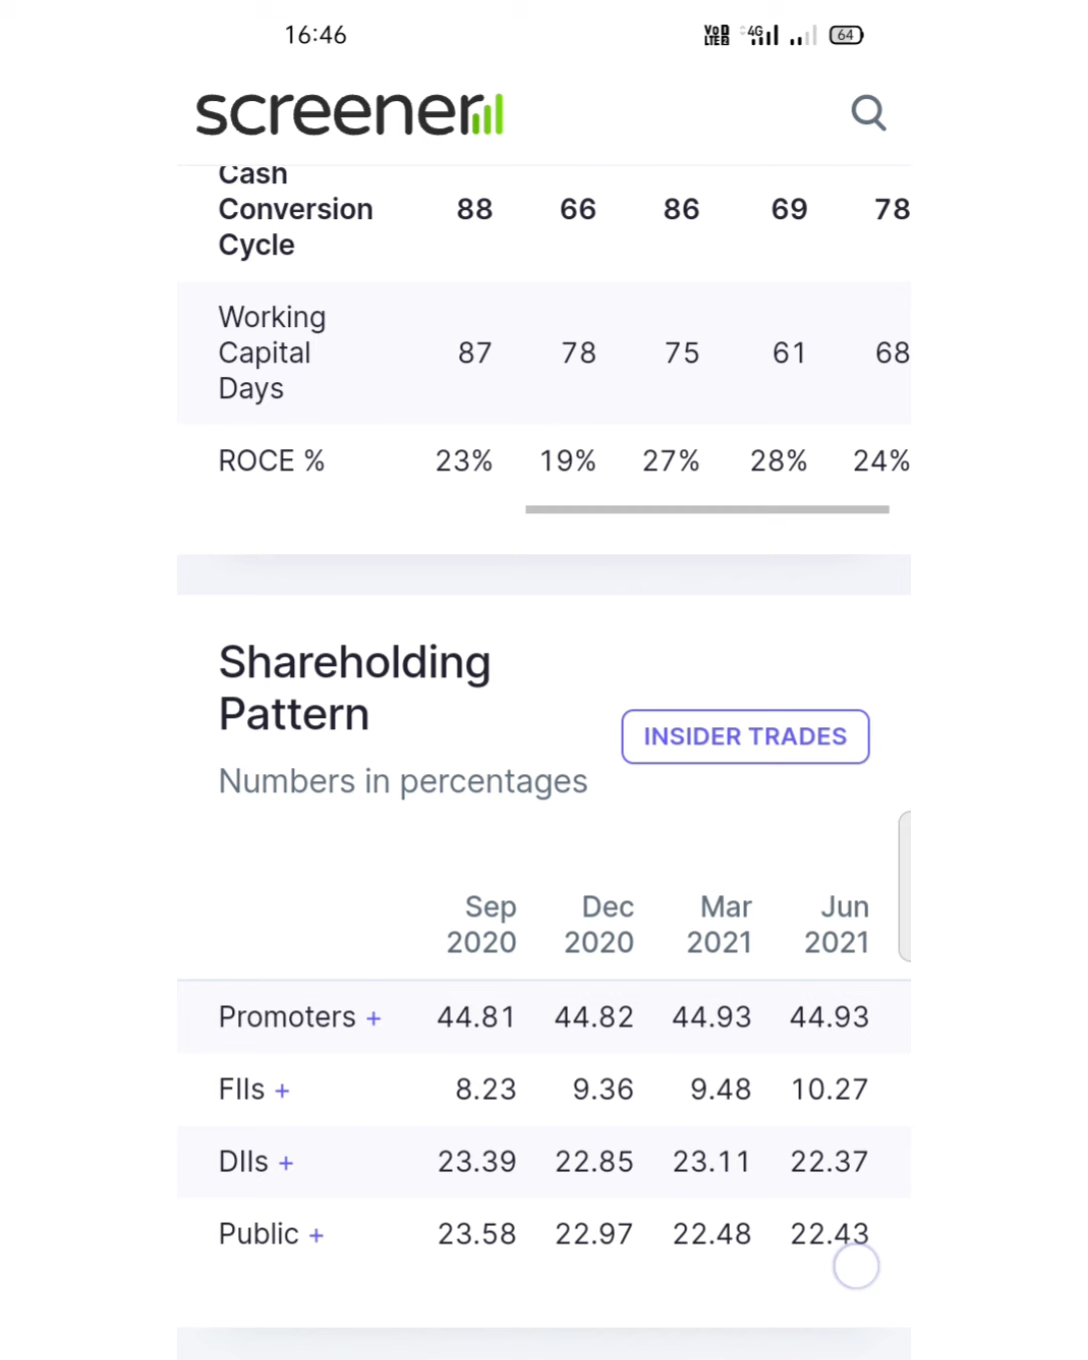 16:46 VoD LTE2 4G 64
screener
Cash
Conversion 88 66 86 69 78
Cycle
Working
Capital 87 78 75 61 68
Days
ROCE % 23% 19% 27% 28% 24%
Shareholding
Pattern
INSIDER TRADES
Numbers in percentages
Sep Dec Mar Jun
2020 2020 2021 2021
Promoters + 44.81 44.82 44.93 44.93
FIIs + 8.23 9.36 9.48 10.27
DIIs + 23.39 22.85 23.11 22.37
Public + 23.58 22.97 22.48 22.43